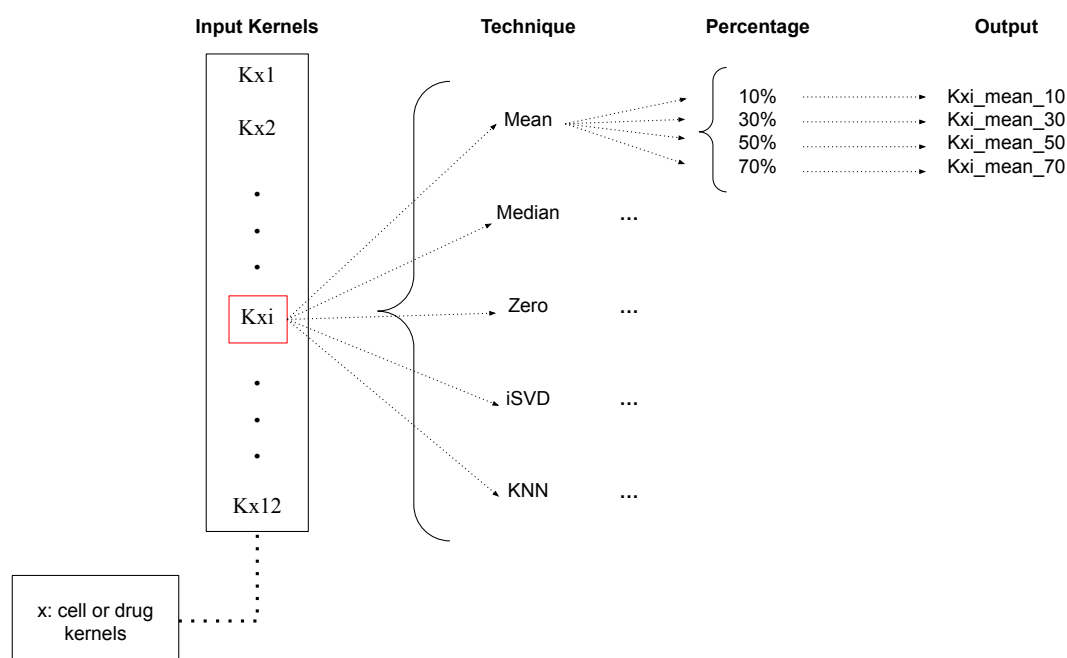 Input Kernels Technique Percentage Output
Kx1
Kx2
.
.
.
Kxi
.
.
.
Kx12
Mean
Median ...
Zero ...
iSVD ...
KNN ...
10% Kxi_mean_10
30% Kxi_mean_30
50% Kxi_mean_50
70% Kxi_mean_70
x: cell or drug
kernels